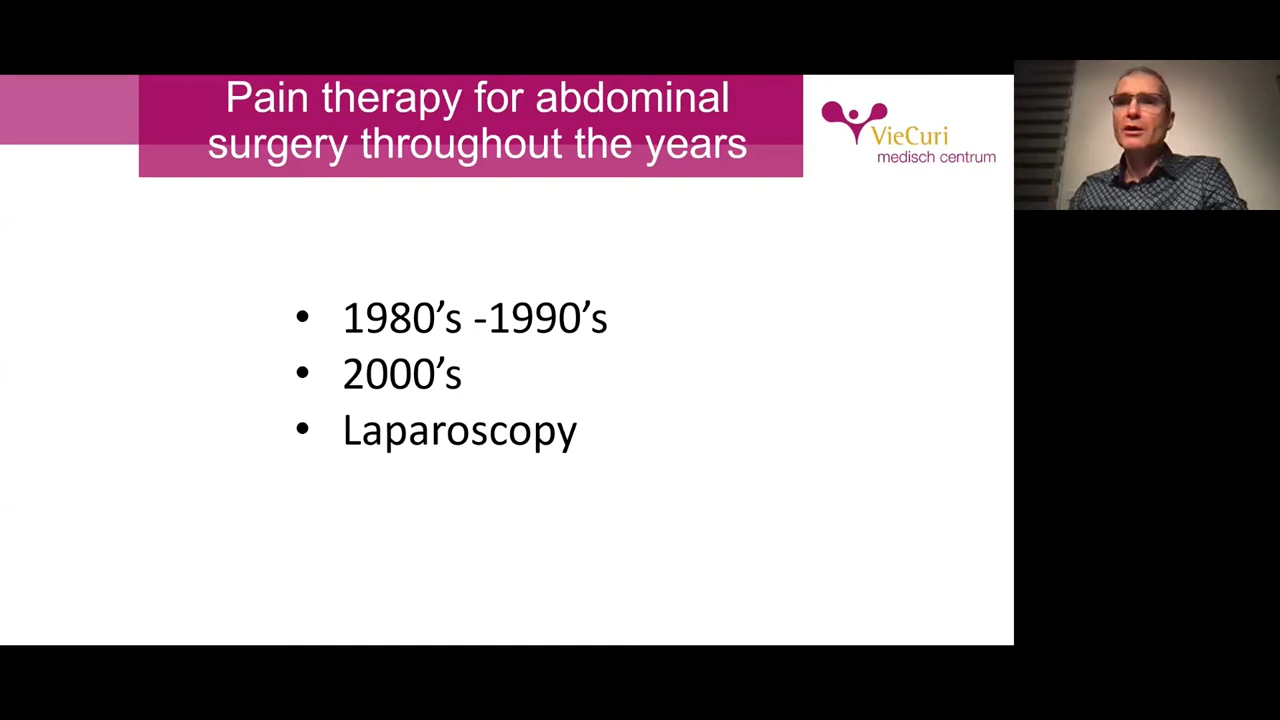 Pain therapy for abdominal
surgery throughout the years
VieCuri
medisch centrum
• 1980’s -1990’s
• 2000’s
• Laparoscopy